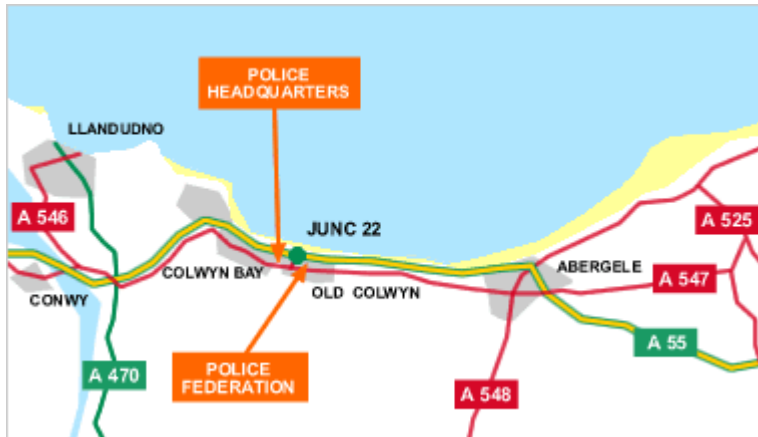 POLICE
HEADQUARTERS
LLANDUDNO
A 546
JUNC 22
A 525
COLWYN BAY
ABERGELE
A 547
CONWY
OLD COLWYN
A 55
POLICE
FEDERATION
A 470
A 548